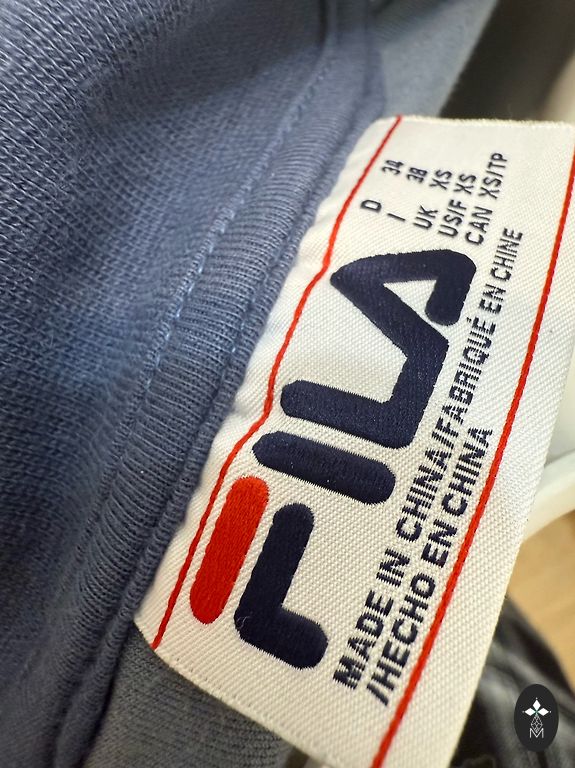 FILA
D 34
I 38
UK XS
US/F XS
CAN XS/TP
MADE IN CHINA/FABRIQUÉ EN CHINE
/HECHO EN CHINA
M